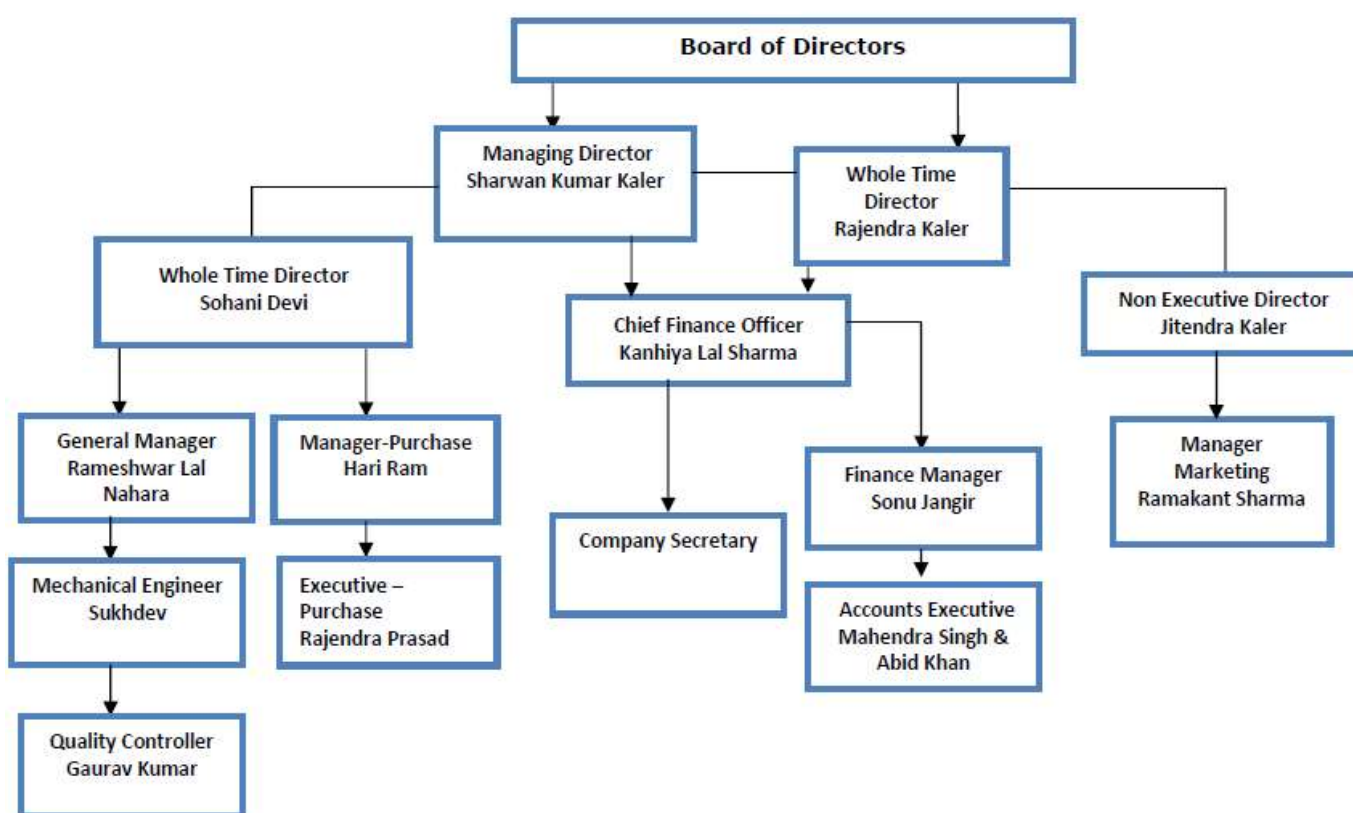 Board of Directors
Managing Director
Sharwan Kumar Kaler
Whole Time
Director
Rajendra Kaler
Whole Time Director
Sohani Devi
Chief Finance Officer
Kanhiya Lal Sharma
Non Executive Director
Jitendra Kaler
General Manager
Rameshwar Lal
Nahara
Manager-Purchase
Hari Ram
Finance Manager
Sonu Jangir
Manager
Marketing
Ramakant Sharma
Company Secretary
Mechanical Engineer
Sukhdev
Executive –
Purchase
Rajendra Prasad
Accounts Executive
Mahendra Singh &
Abid Khan
Quality Controller
Gaurav Kumar